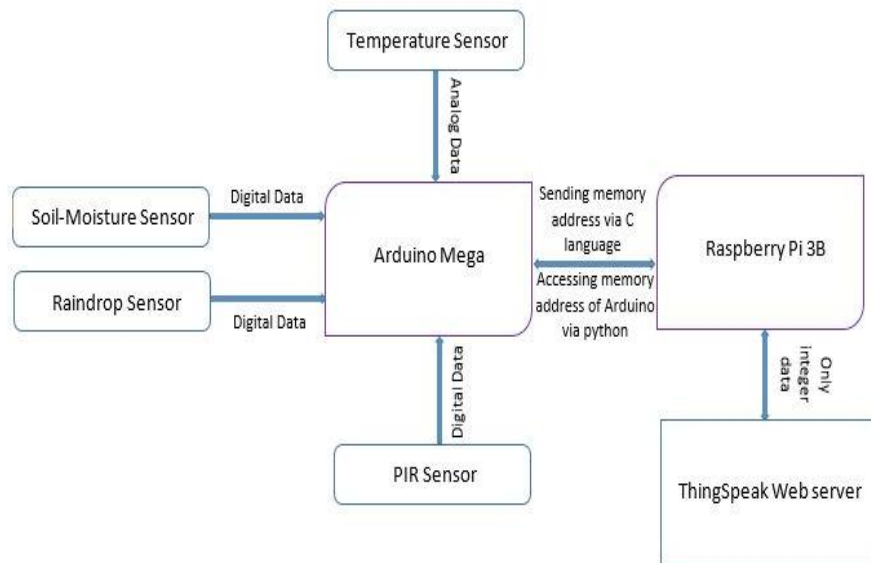 Temperature Sensor
Analog Data
Soil-Moisture Sensor
Digital Data
Raindrop Sensor
Digital Data
Arduino Mega
Sending memory
address via C
language
Accessing memory
address of Arduino
via python
Raspberry Pi 3B
Digital Data
PIR Sensor
Only
integer
data
ThingSpeak Web server